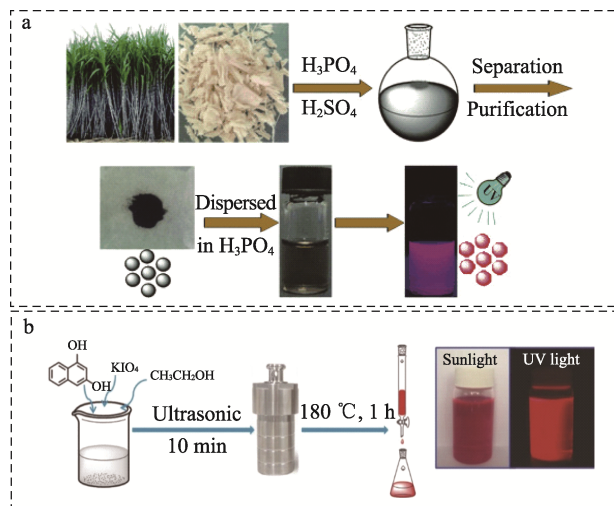 a
H₃PO₄
H₂SO₄
Separation
Purification
Dispersed
in H₃PO₄
UV
b
OH
OH
KIO₄
CH₃CH₂OH
Ultrasonic
10 min
180 ℃, 1 h
Sunlight
UV light